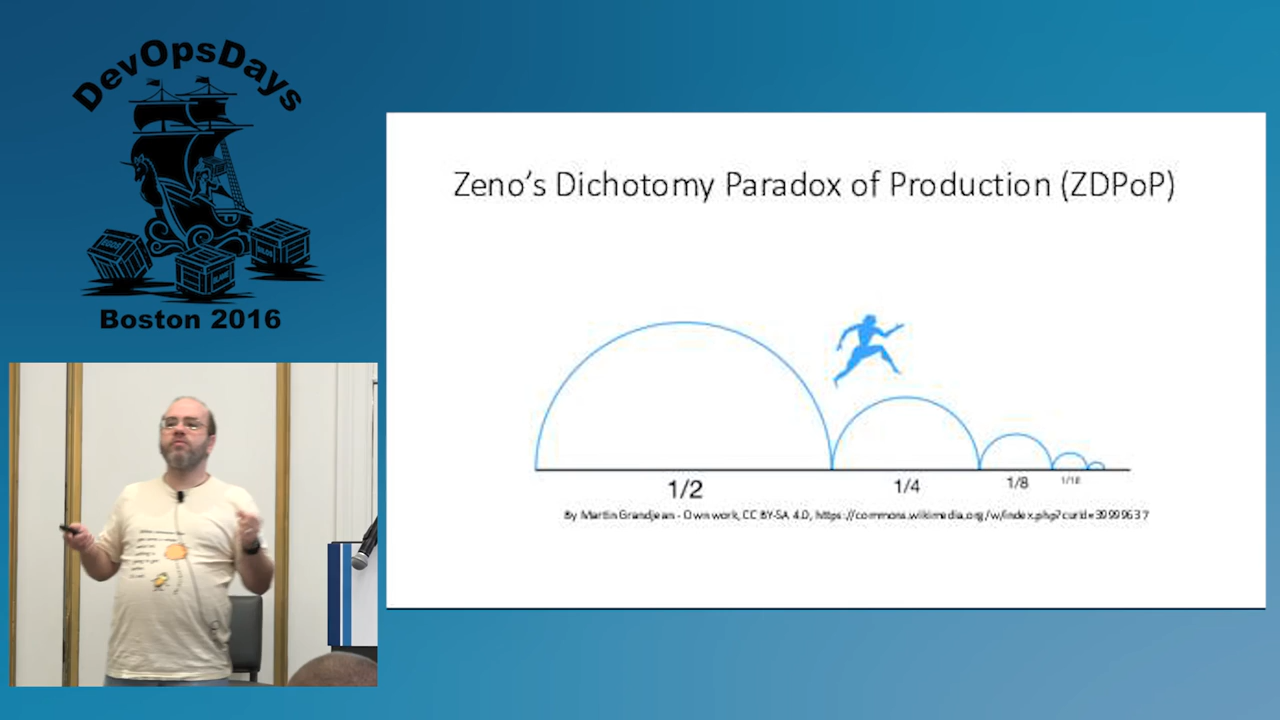 DevOpsDays
Boston 2016
Zeno's Dichotomy Paradox of Production (ZDPoP)
1/2
1/4
1/8
1/16
By Martin Grandjean - Own work, CC BY-SA 4.0, https://commons.wikimedia.org/w/index.php?curid=39999637